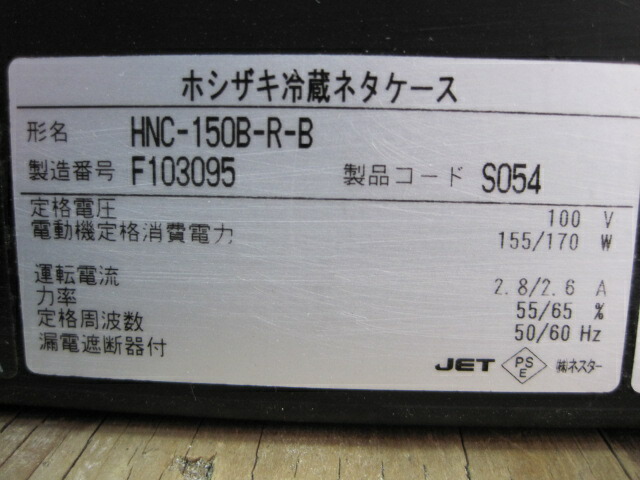 ホシザキ冷蔵ネタケース
形名 HNC-150B-R-B
製造番号 F103095 製品コード S054
定格電圧 100 V
電動機定格消費電力 155/170 W
運転電流 2.8/2.6 A
力率 55/65 %
定格周波数 50/60 Hz
漏電遮断器付
JET PSE ㈱ネスター